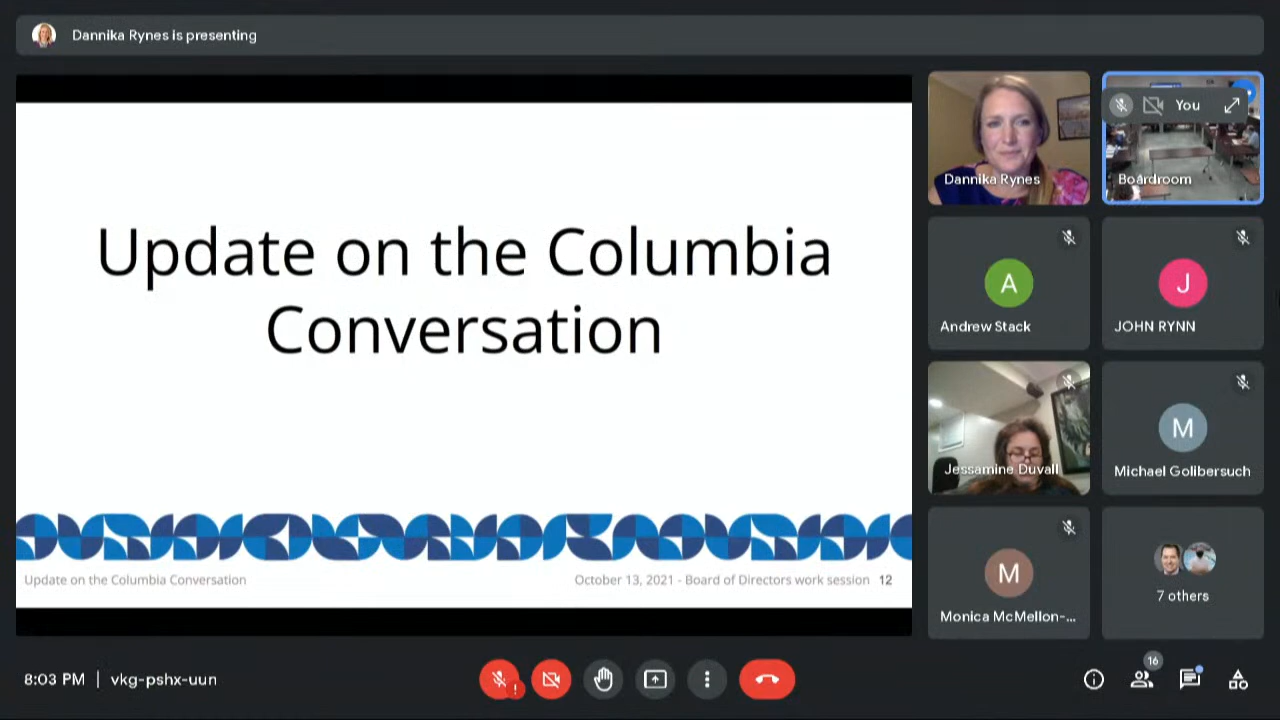 Dannika Rynes is presenting
Update on the Columbia
Conversation
Update on the Columbia Conversation
October 13, 2021 - Board of Directors work session 12
Dannika Rynes
You
Boardroom
A
Andrew Stack
J
JOHN RYNN
Jessamine Duvall
M
Michael Golibersuch
M
Monica McMellon-...
7 others
8:03 PM | vkg-pshx-uun
!
16